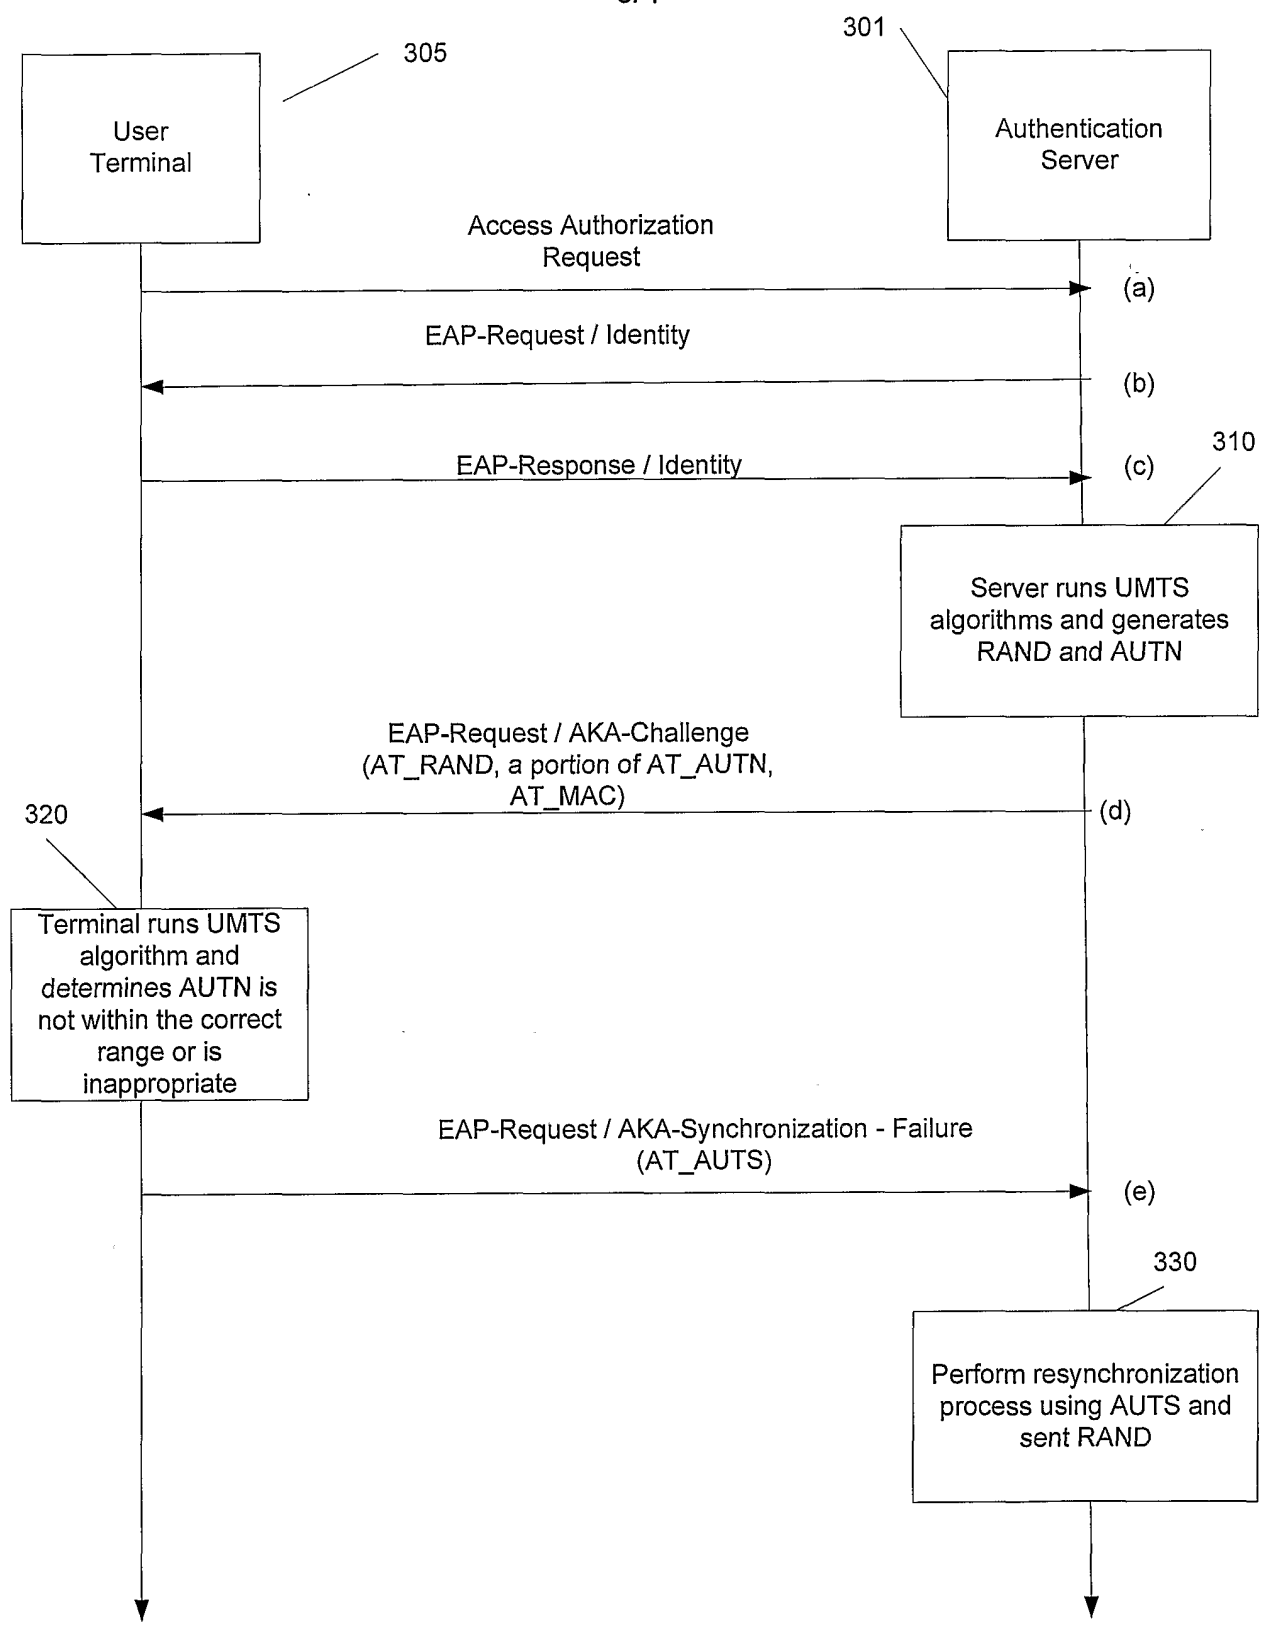 301
305
User
Terminal
Authentication
Server
Access Authorization
Request
(a)
EAP-Request / Identity
(b)
310
EAP-Response / Identity
(c)
Server runs UMTS
algorithms and generates
RAND and AUTN
EAP-Request / AKA-Challenge
(AT_RAND, a portion of AT_AUTN,
AT_MAC)
(d)
320
Terminal runs UMTS
algorithm and
determines AUTN is
not within the correct
range or is
inappropriate
EAP-Request / AKA-Synchronization - Failure
(AT_AUTS)
(e)
330
Perform resynchronization
process using AUTS and
sent RAND